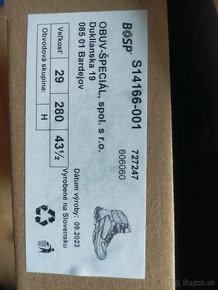 BOSP S14166-001
727247
606060
OBUV-ŠPECIÁL, spol. s r.o.
Duklianska 19
085 01 Bardejov
Veľkosť: 29 280 43½
Obvodová skupina: H
Dátum výroby: 09.2023
Vyrobené na Slovensku
bazos.sk